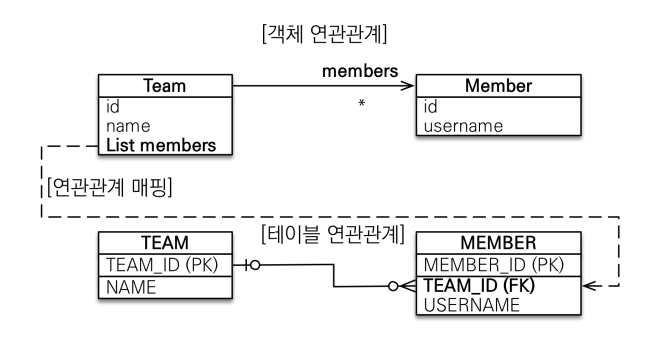 [객체 연관관계]
members
Team
Member
*
id
name
List members
id
username
[연관관계 매핑]
[테이블 연관관계]
TEAM
TEAM_ID (PK)
NAME
MEMBER
MEMBER_ID (PK)
TEAM_ID (FK)
USERNAME